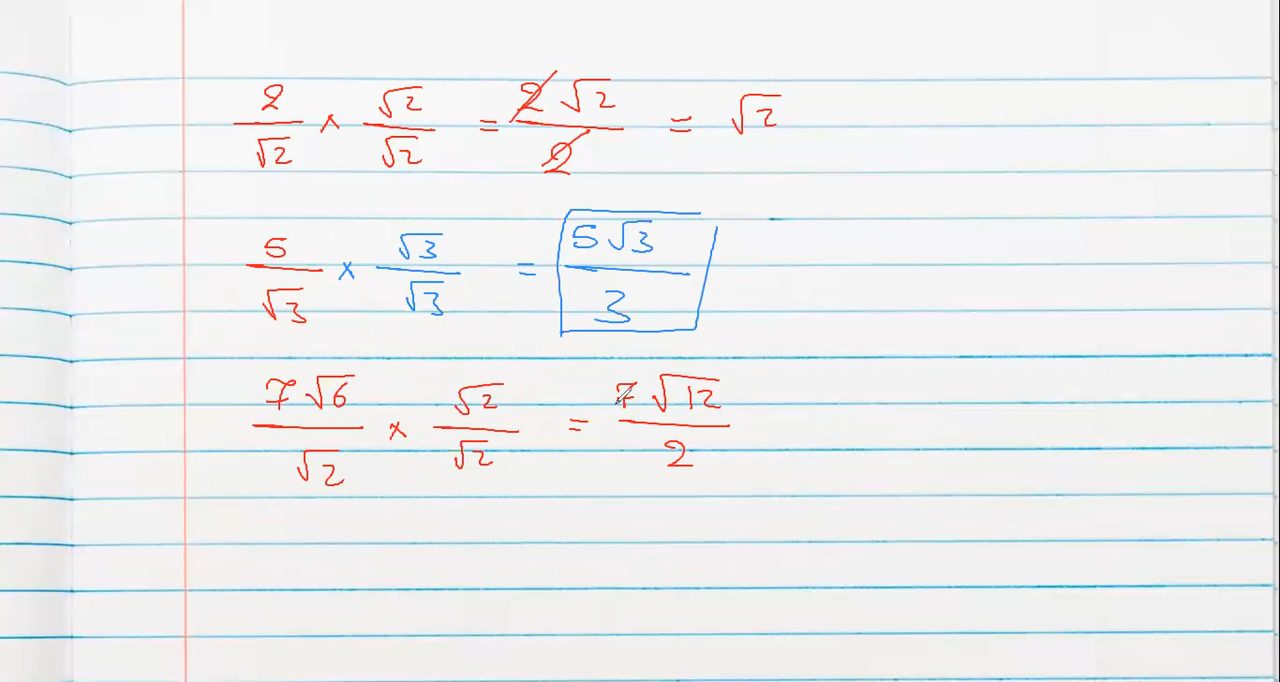 2/√2 × √2/√2 = 2√2/2 = √2
5/√3 × √3/√3 = 5√3/3
7√6/√2 × √2/√2 = 7√12/2